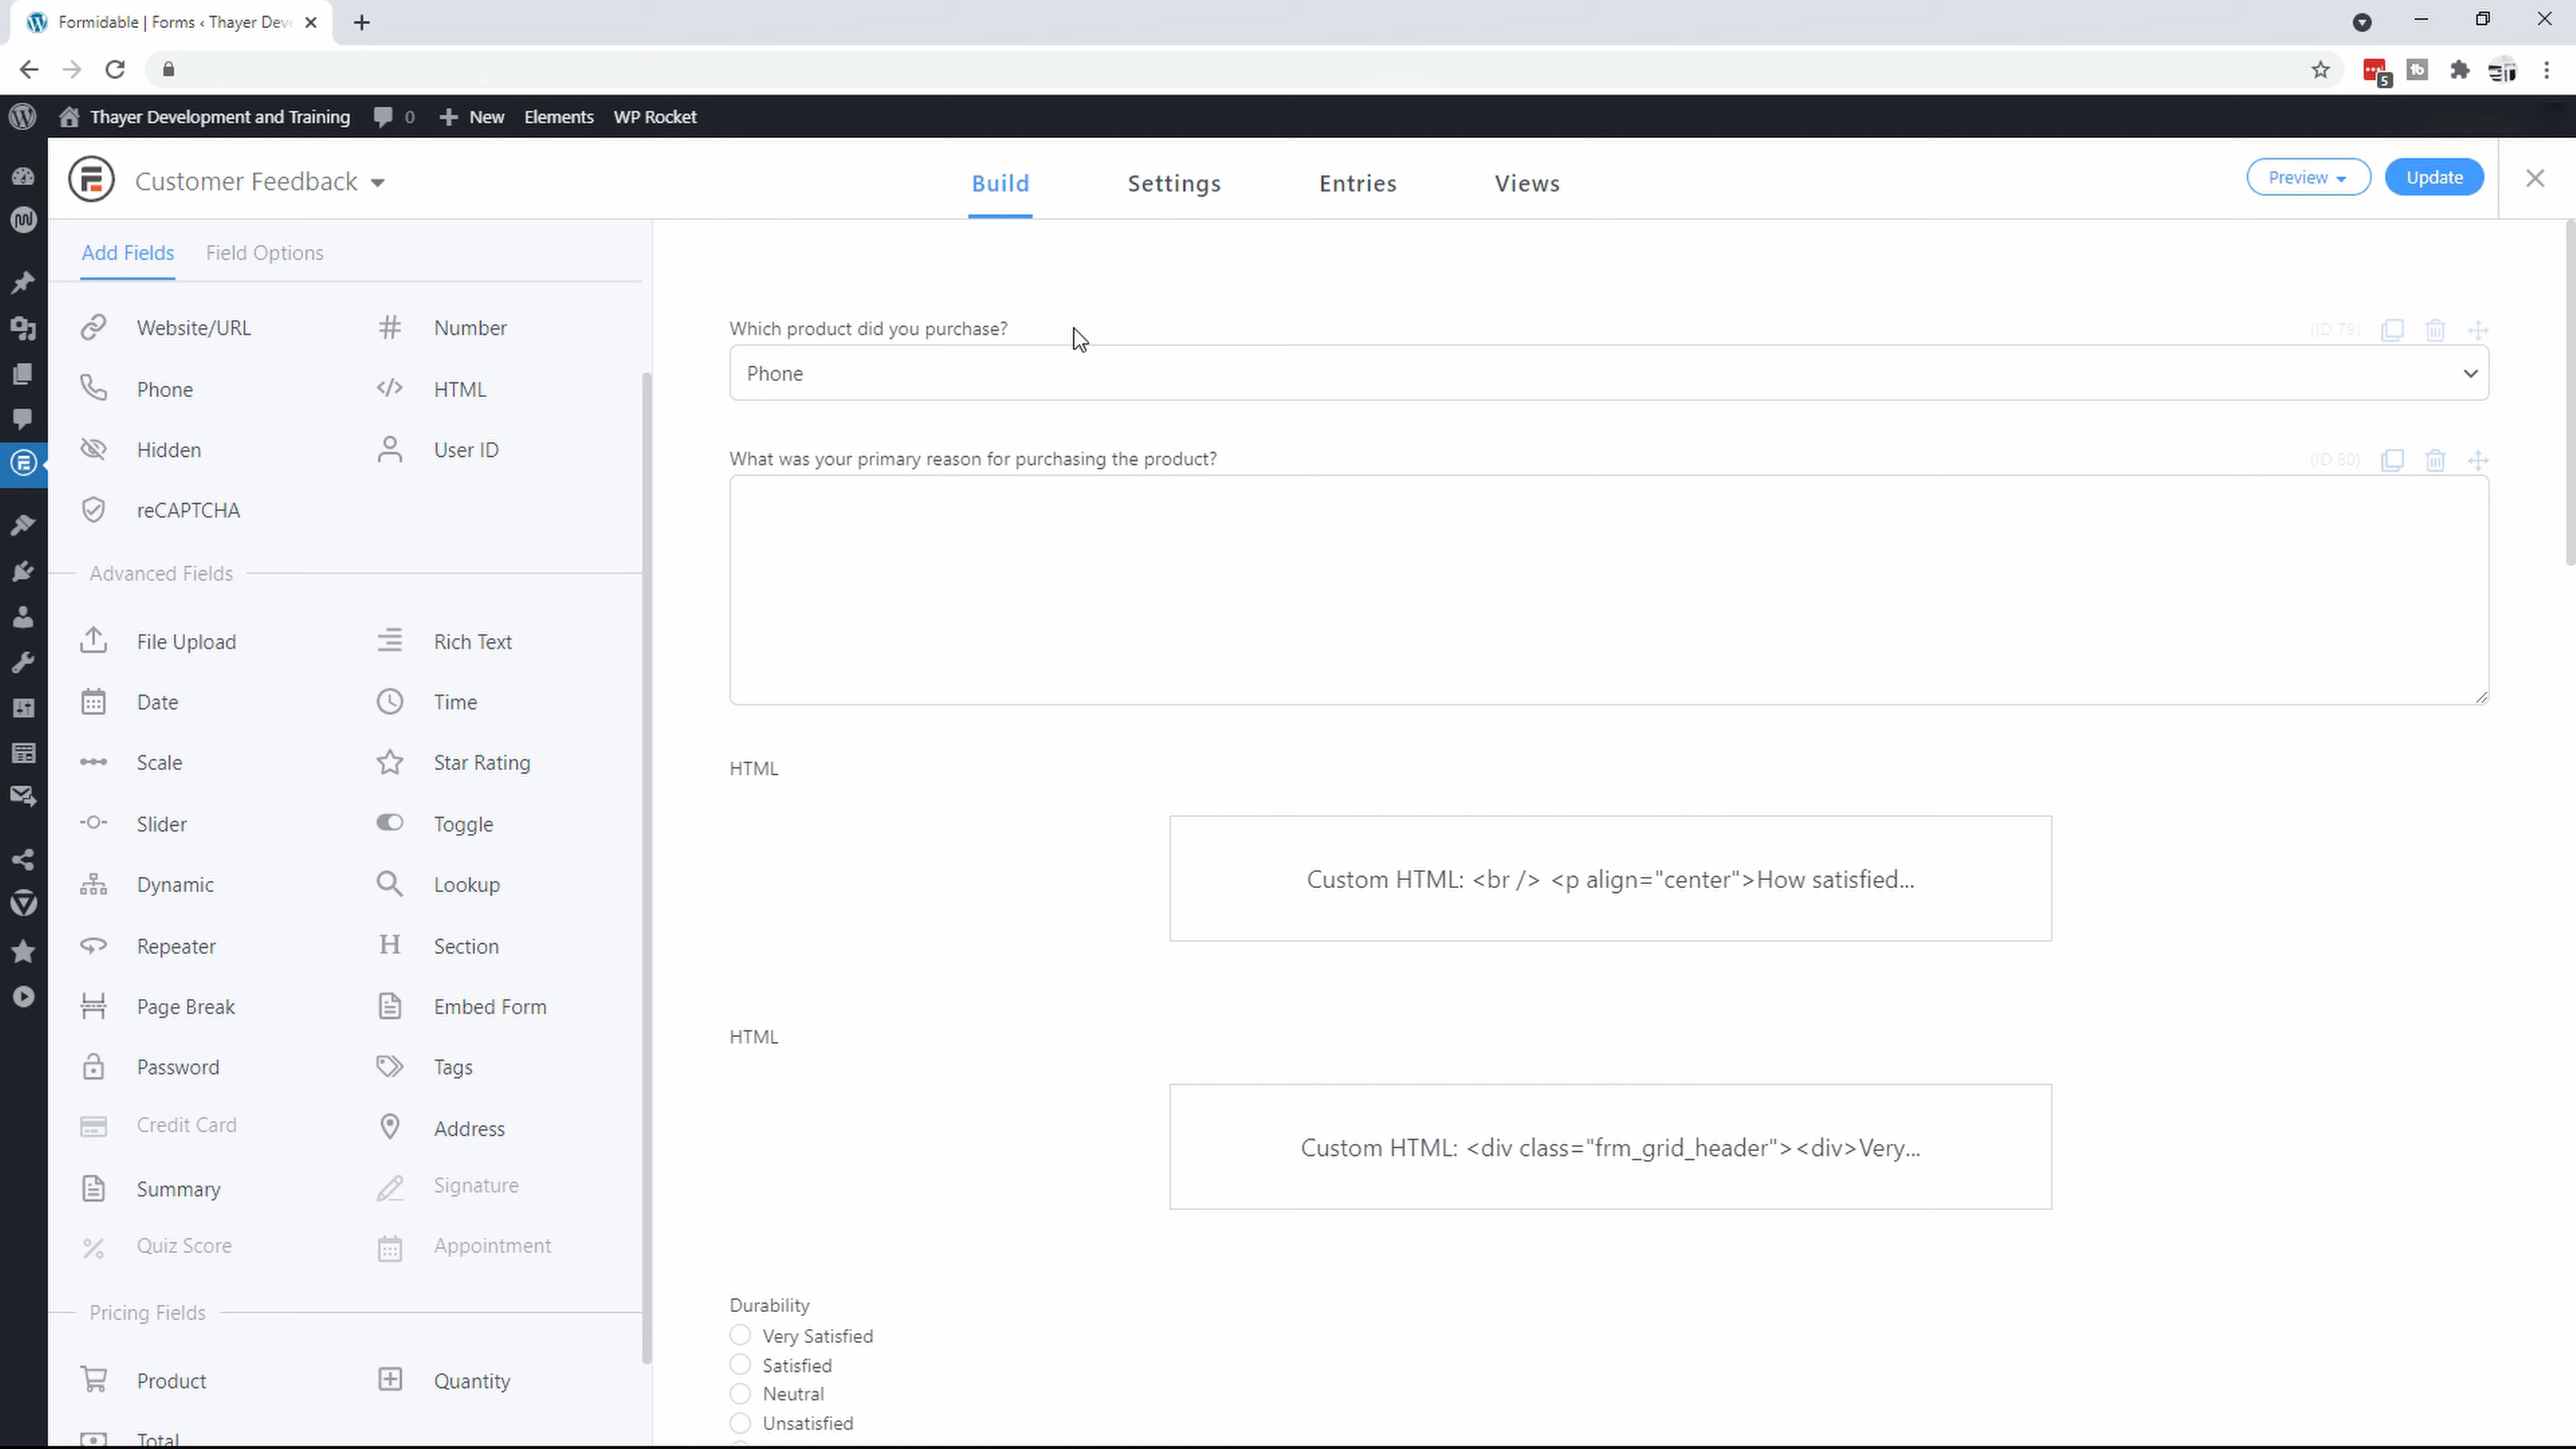 Formidable | Forms ‹ Thayer Deve
5
Thayer Development and Training 0 New Elements WP Rocket
Customer Feedback
Build Settings Entries Views
Preview Update
Add Fields Field Options
Website/URL Number
Phone HTML
Hidden User ID
reCAPTCHA
Advanced Fields
File Upload Rich Text
Date Time
Scale Star Rating
Slider Toggle
Dynamic Lookup
Repeater Section
Page Break Embed Form
Password Tags
Credit Card Address
Summary Signature
Quiz Score Appointment
Pricing Fields
Product Quantity
Total
Which product did you purchase? (ID 79)
Phone
What was your primary reason for purchasing the product? (ID 80)
HTML
Custom HTML: <br /> <p align="center">How satisfied...
HTML
Custom HTML: <div class="frm_grid_header"><div>Very...
Durability
Very Satisfied
Satisfied
Neutral
Unsatisfied